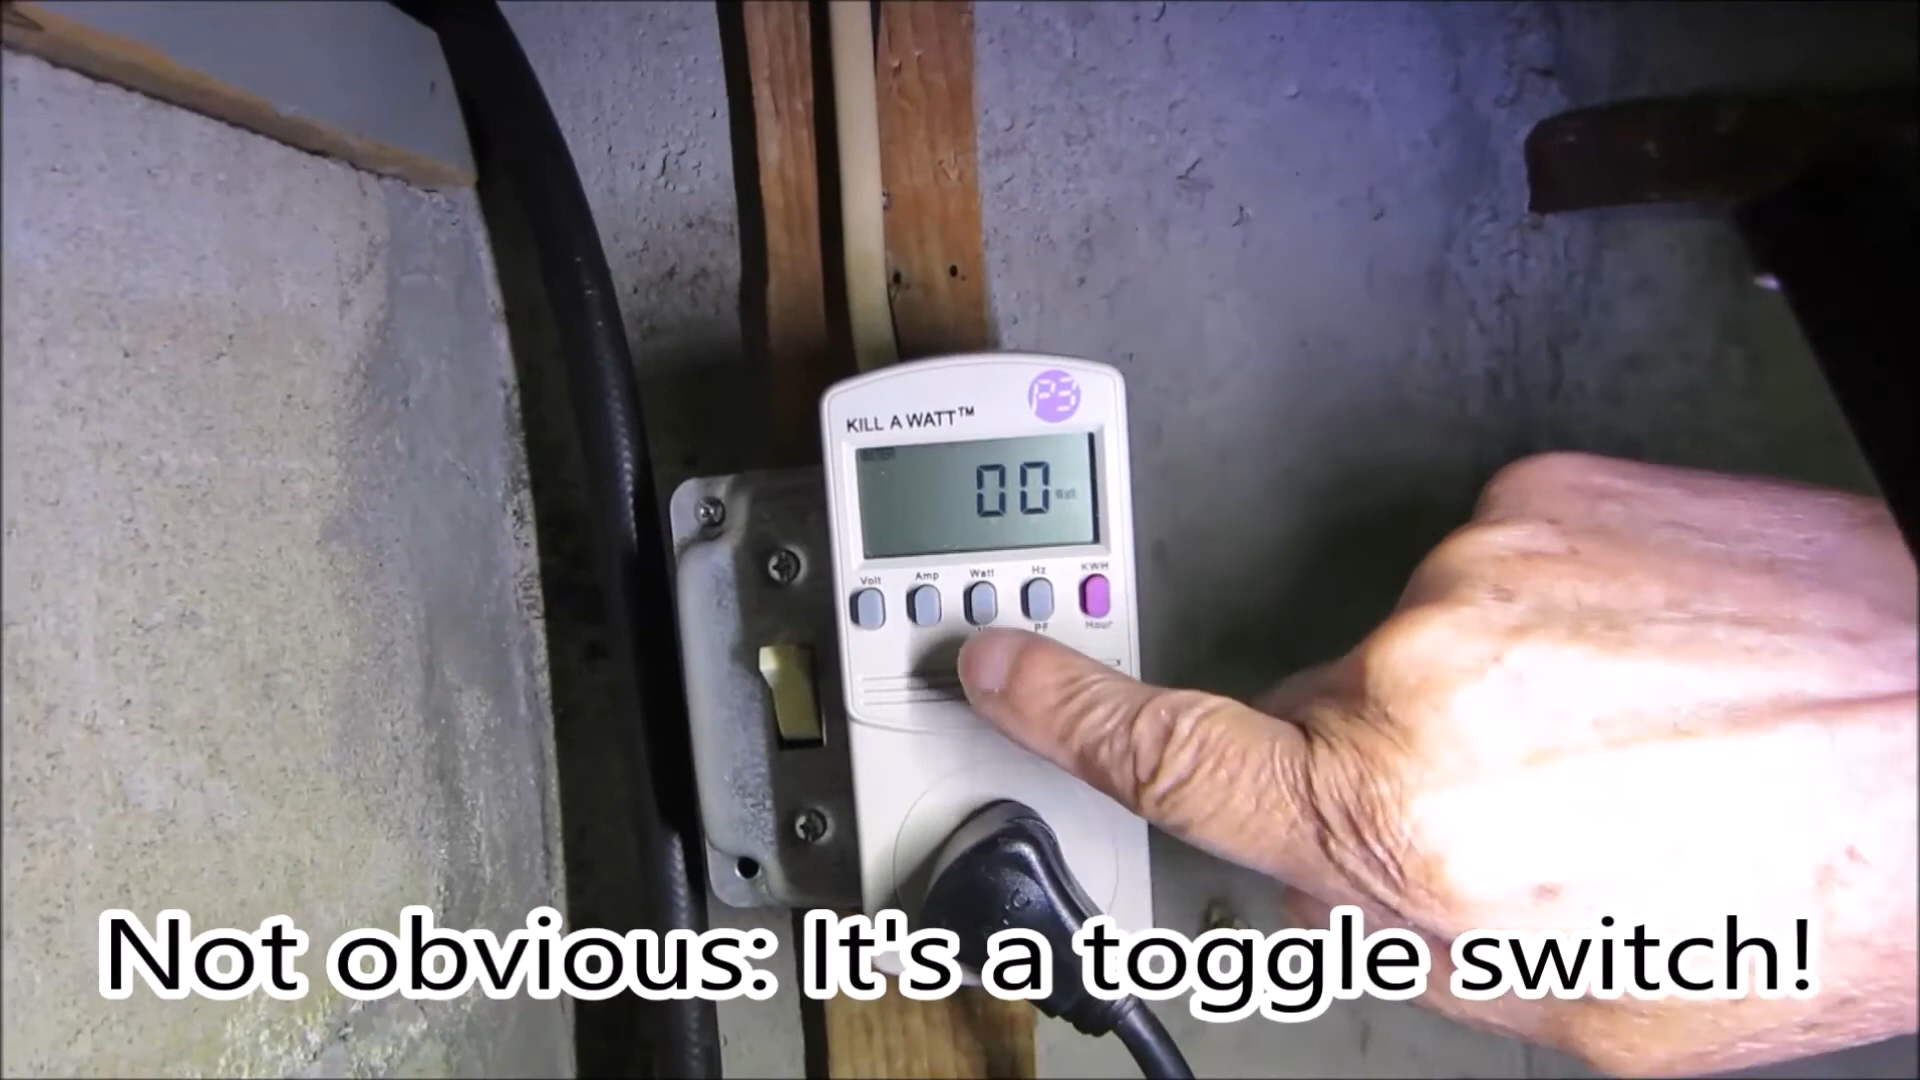 P3
KILL A WATT™
00 Watt
Volt Amp Watt Hz KWH
PF Hour
Not obvious: It's a toggle switch!